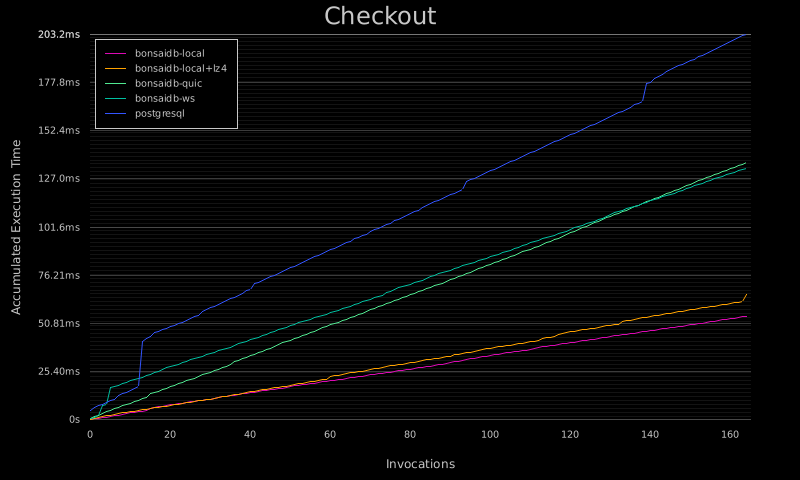 Checkout
203.2ms
177.8ms
152.4ms
127.0ms
101.6ms
76.21ms
50.81ms
25.40ms
0s
Accumulated Execution Time
bonsaidb-local
bonsaidb-local+lz4
bonsaidb-quic
bonsaidb-ws
postgresql
0 20 40 60 80 100 120 140 160
Invocations